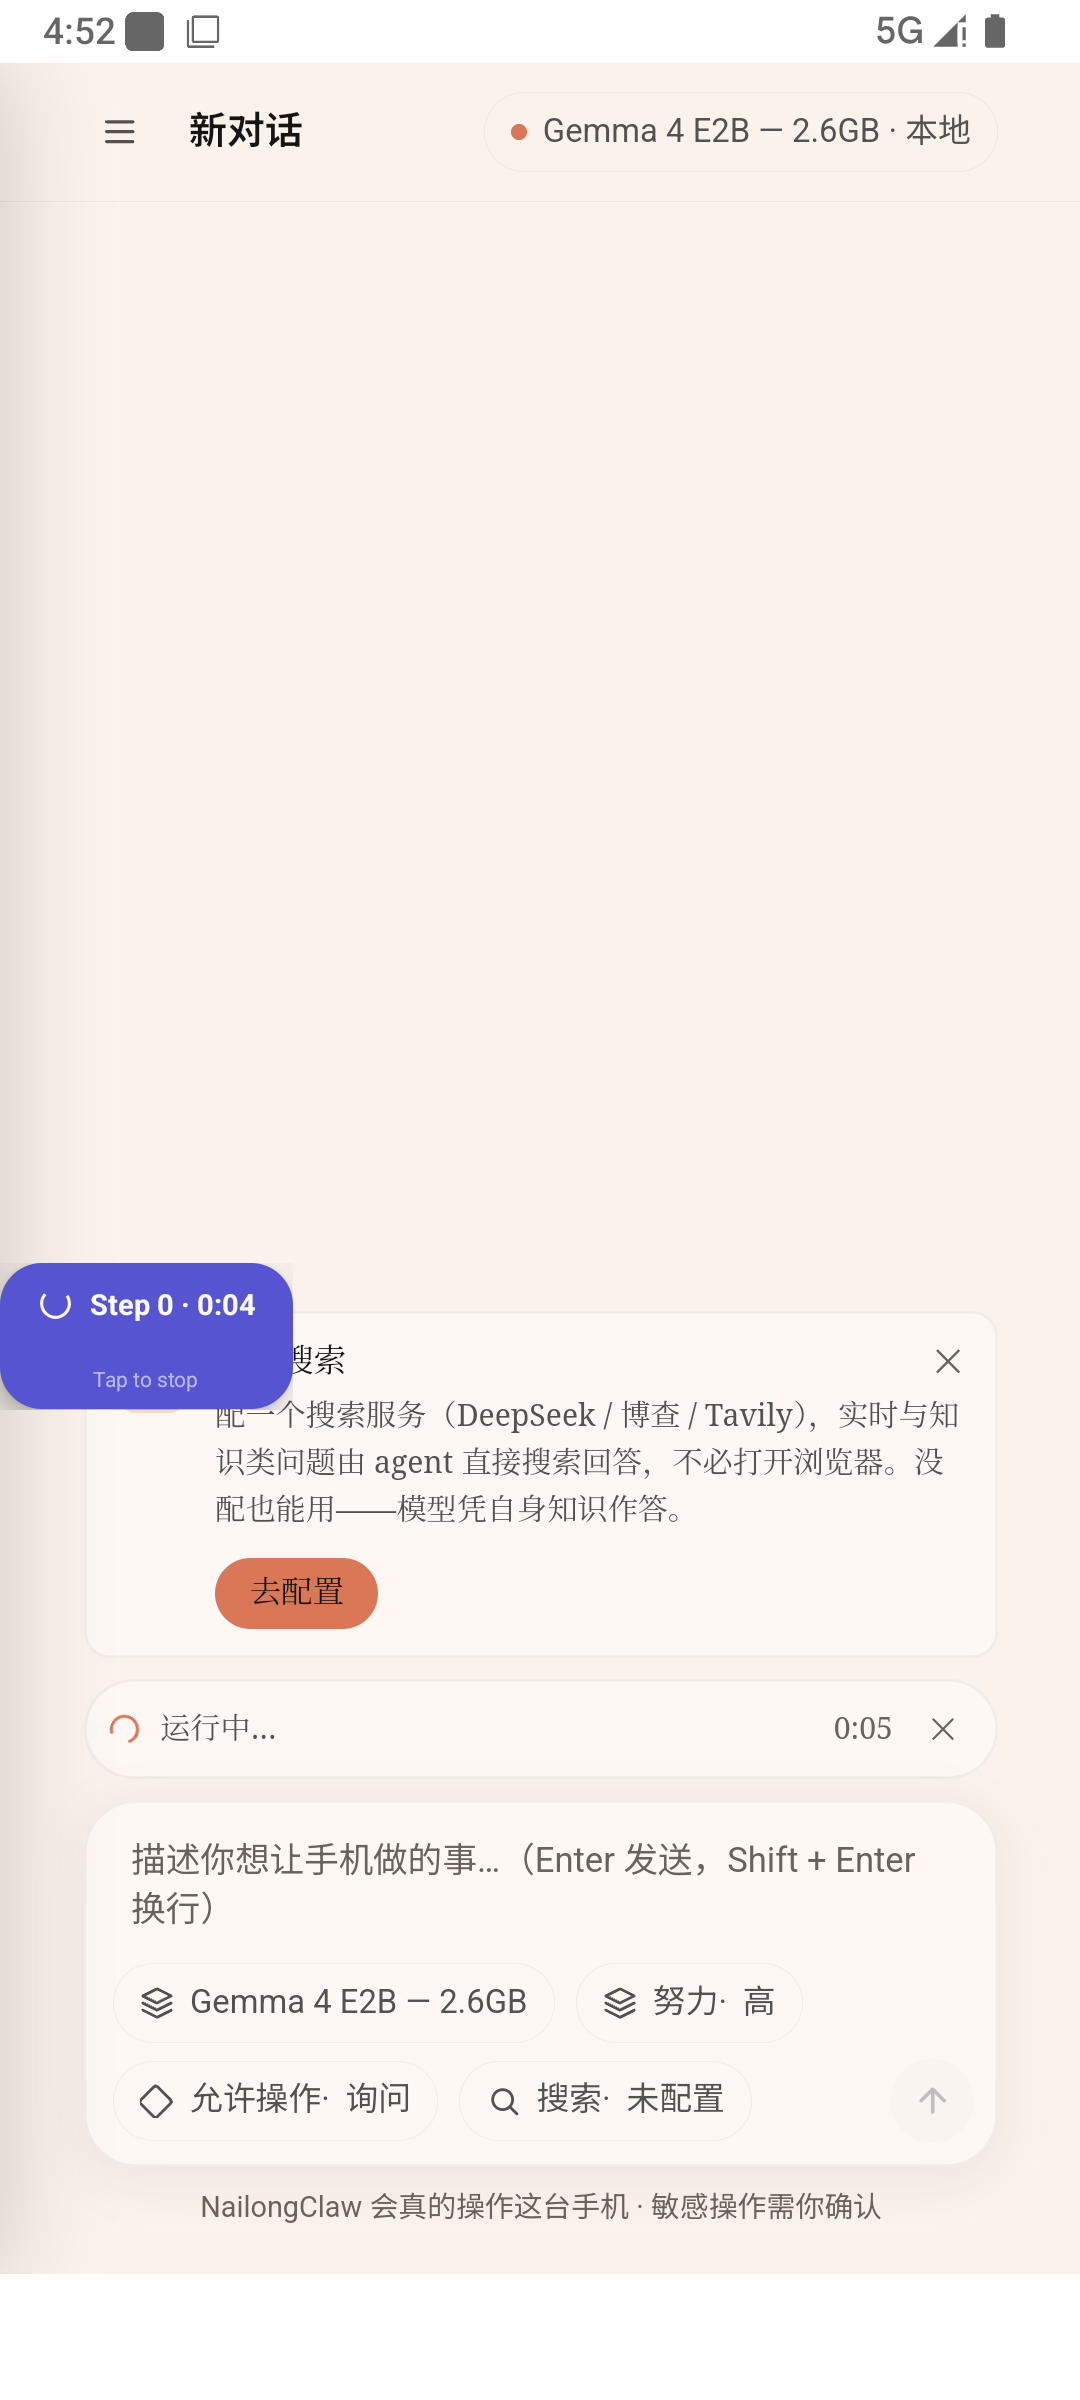 4:52
5G
新对话
Gemma 4 E2B — 2.6GB · 本地
Step 0 · 0:04
Tap to stop
搜索
配一个搜索服务（DeepSeek / 博查 / Tavily），实时与知
识类问题由 agent 直接搜索回答，不必打开浏览器。没
配也能用——模型凭自身知识作答。
去配置
运行中...
0:05
描述你想让手机做的事...（Enter 发送，Shift + Enter
换行）
Gemma 4 E2B — 2.6GB
努力· 高
允许操作· 询问
搜索· 未配置
NailongClaw 会真的操作这台手机 · 敏感操作需你确认